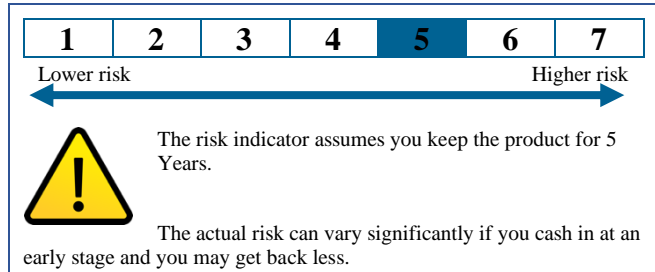 1 2 3 4 5 6 7
Lower risk Higher risk
The risk indicator assumes you keep the product for 5
Years.
The actual risk can vary significantly if you cash in at an
early stage and you may get back less.